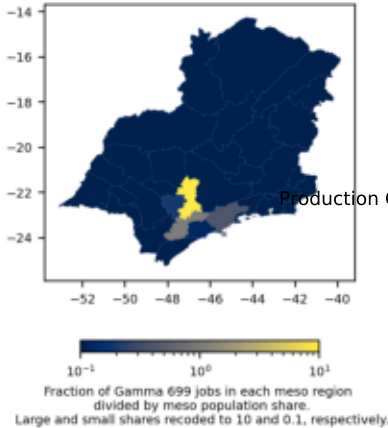 −14
−16
−18
−20
−22
−24
Production
−52 −50 −48 −46 −44 −42 −40
10⁻¹ 10⁰ 10¹
Fraction of Gamma 699 jobs in each meso region
divided by meso population share.
Large and small shares recoded to 10 and 0.1, respectively.